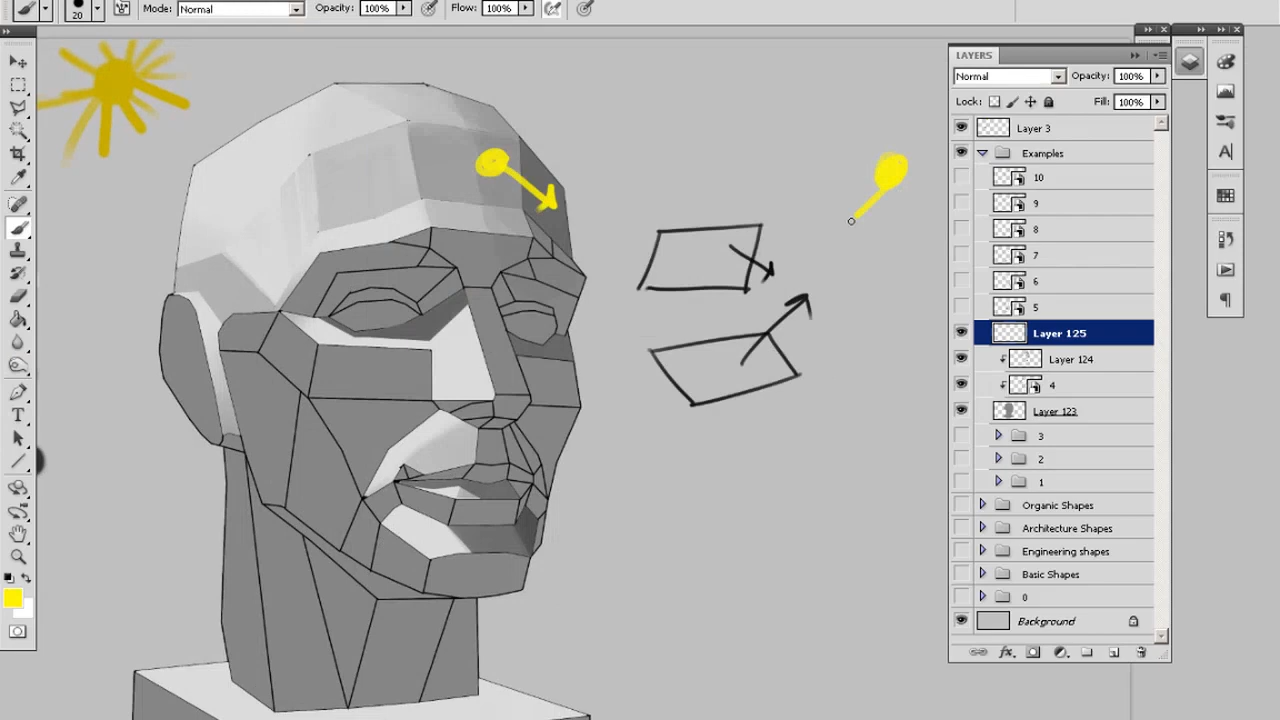 20
Mode: Normal
Opacity: 100%
Flow: 100%
LAYERS
Normal
Opacity: 100%
Lock:
Fill: 100%
Layer 3
Examples
10
9
8
7
6
5
Layer 125
Layer 124
4
Layer 123
3
2
1
Organic Shapes
Architecture Shapes
Engineering shapes
Basic Shapes
0
Background